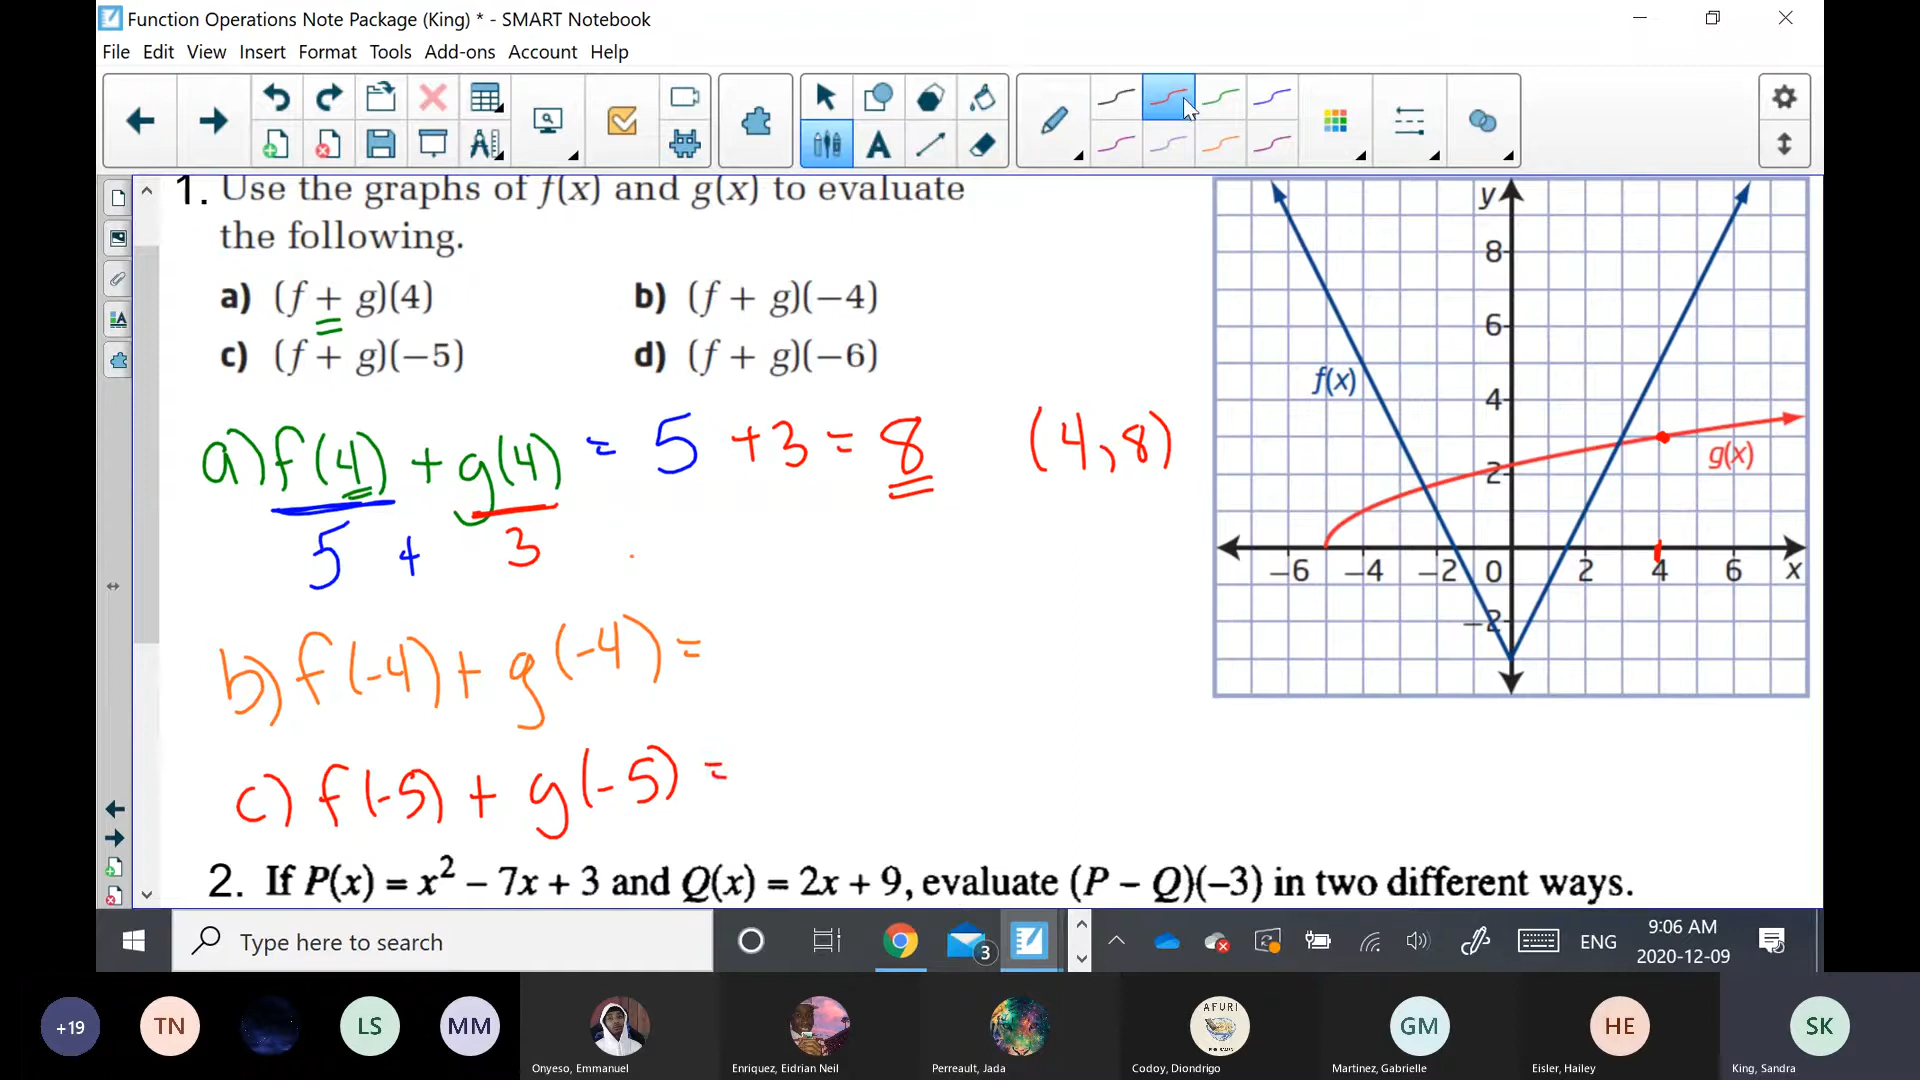 Function Operations Note Package (King) * - SMART Notebook
File Edit View Insert Format Tools Add-ons Account Help
1. Use the graphs of f(x) and g(x) to evaluate
the following.
a) (f + g)(4) b) (f + g)(−4)
c) (f + g)(−5) d) (f + g)(−6)
a) f(4) + g(4) = 5 + 3 = 8 (4,8)
5 + 3
b) f(-4) + g(-4) =
c) f(-5) + g(-5) =
y
8
6
4
2
−2
f(x)
g(x)
−6 −4 −2 0 2 4 6 x
2. If P(x) = x² − 7x + 3 and Q(x) = 2x + 9, evaluate (P − Q)(−3) in two different ways.
Type here to search
3
ENG
9:06 AM
2020-12-09
+19 TN LS MM AFURI GM HE SK
Onyeso, Emmanuel Enriquez, Eidrian Neil Perreault, Jada Codoy, Diondrigo Martinez, Gabrielle Eisler, Hailey King, Sandra